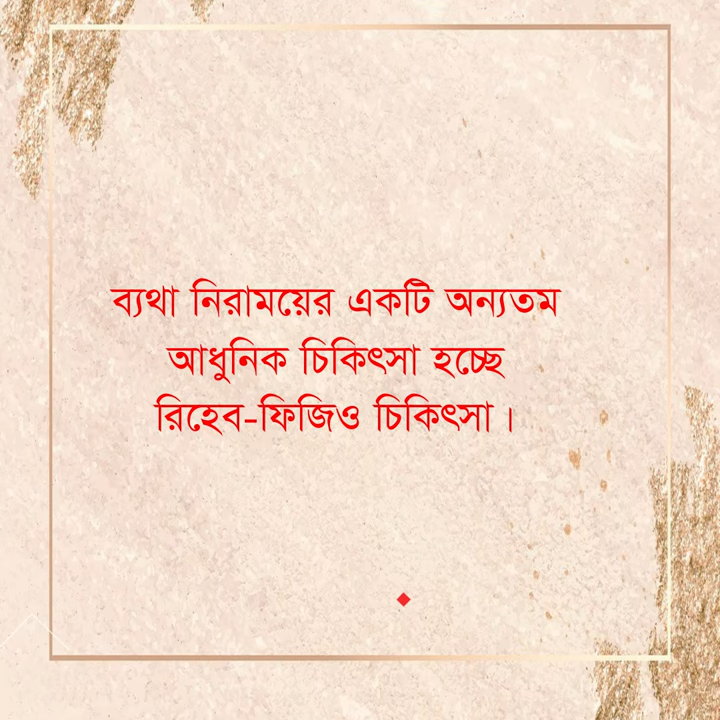 ব্যথা নিরাময়ের একটি অন্যতম
আধুনিক চিকিৎসা হচ্ছে
রিহেব-ফিজিও চিকিৎসা।